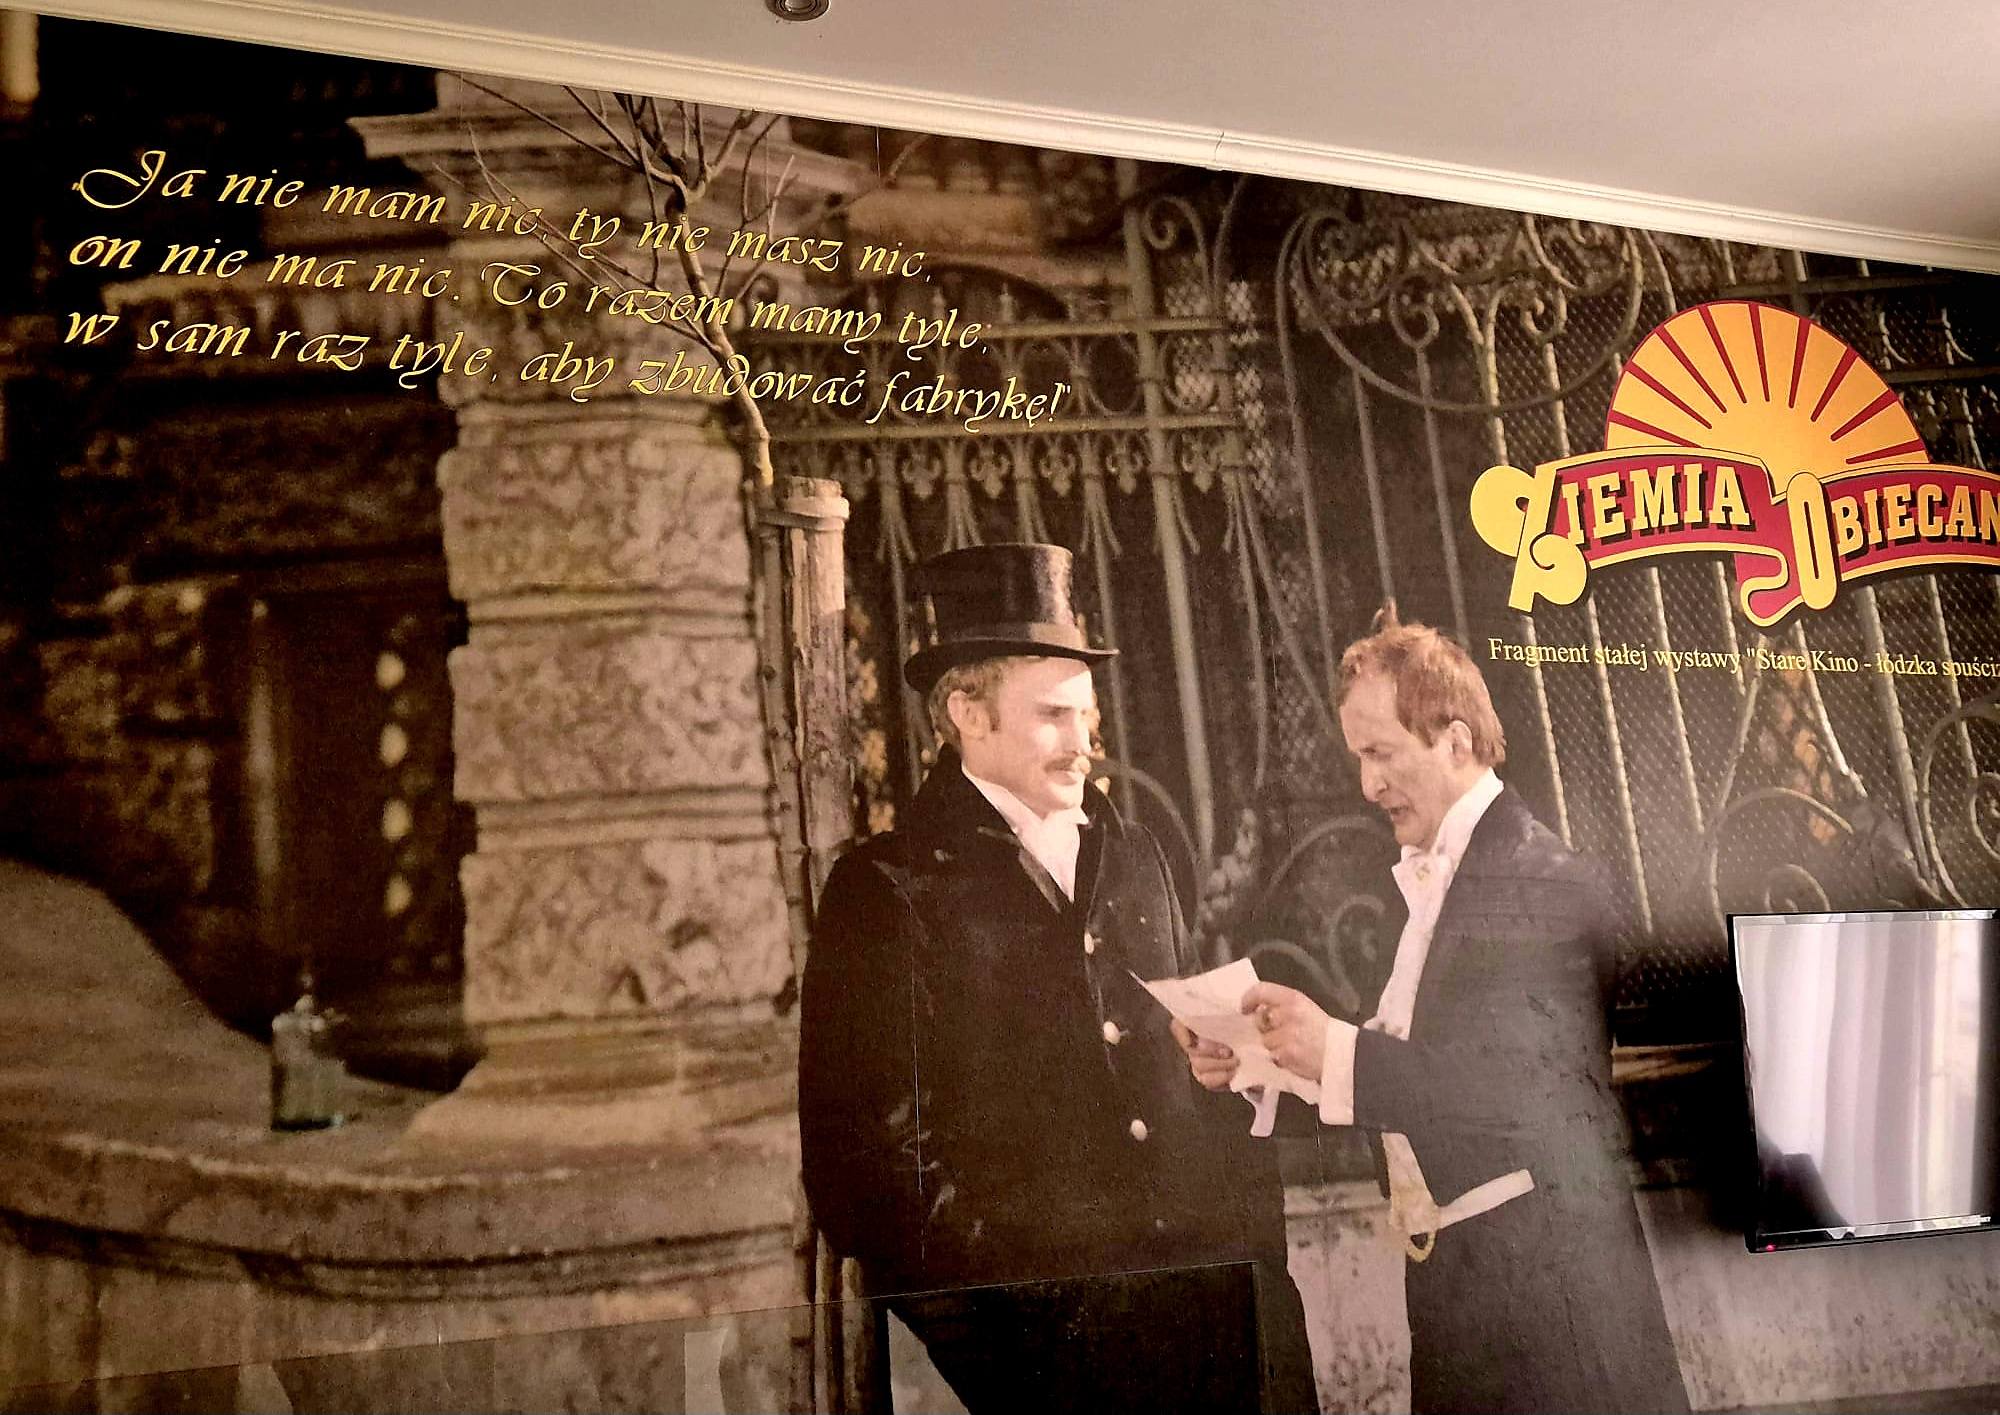 „Ja nie mam nic, ty nie masz nic,
on nie ma nic. To razem mamy tyle;
w sam raz tyle, aby zbudować fabrykę!"
ZIEMIA OBIECAN
Fragment stałej wystawy "Stare Kino - łódzka